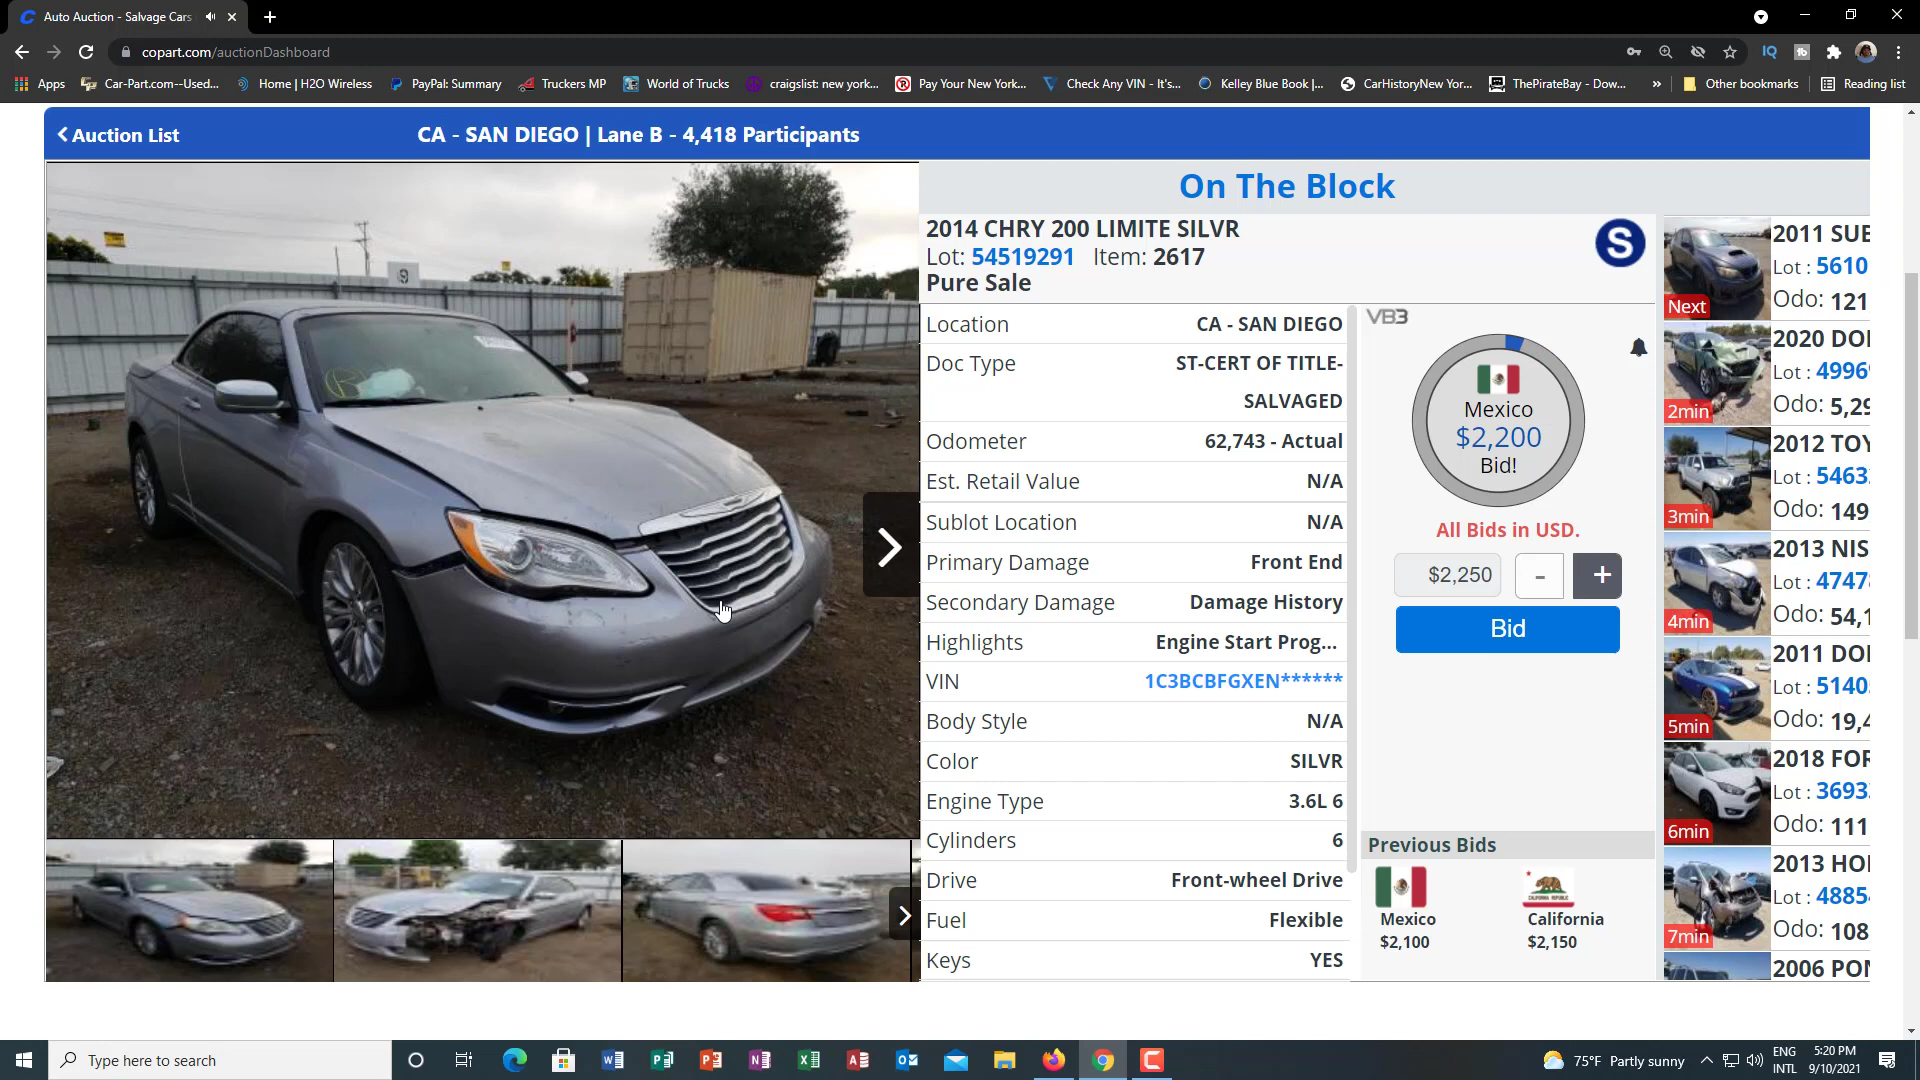 Auto Auction - Salvage Cars
copart.com/auctionDashboard
Apps
Car-Part.com--Used...
Home | H2O Wireless
PayPal: Summary
Truckers MP
World of Trucks
craigslist: new york...
Pay Your New York...
Check Any VIN - It's...
Kelley Blue Book |...
CarHistoryNew Yor...
ThePirateBay - Dow...
Other bookmarks
Reading list
Auction List
CA - SAN DIEGO | Lane B - 4,418 Participants
On The Block
2014 CHRY 200 LIMITE SILVR
Lot: 54519291 Item: 2617
Pure Sale
S
Location CA - SAN DIEGO
Doc Type ST-CERT OF TITLE-
SALVAGED
Odometer 62,743 - Actual
Est. Retail Value N/A
Sublot Location N/A
Primary Damage Front End
Secondary Damage Damage History
Highlights Engine Start Prog...
VIN 1C3BCBFGXEN******
Body Style N/A
Color SILVR
Engine Type 3.6L 6
Cylinders 6
Drive Front-wheel Drive
Fuel Flexible
Keys YES
VB3
Mexico
$2,200
Bid!
All Bids in USD.
$2,250 - +
Bid
Previous Bids
Mexico
$2,100
California
$2,150
Next
2011 SUB
Lot : 5610
Odo: 121
2min
2020 DO
Lot : 4996
Odo: 5,29
3min
2012 TOY
Lot : 5463
Odo: 149
4min
2013 NIS
Lot : 4747
Odo: 54,1
5min
2011 DO
Lot : 5140
Odo: 19,4
6min
2018 FOR
Lot : 3693
Odo: 111
7min
2013 HO
Lot : 4885
Odo: 108
2006 PO
Type here to search
75°F Partly sunny
ENG
INTL
5:20 PM
9/10/2021